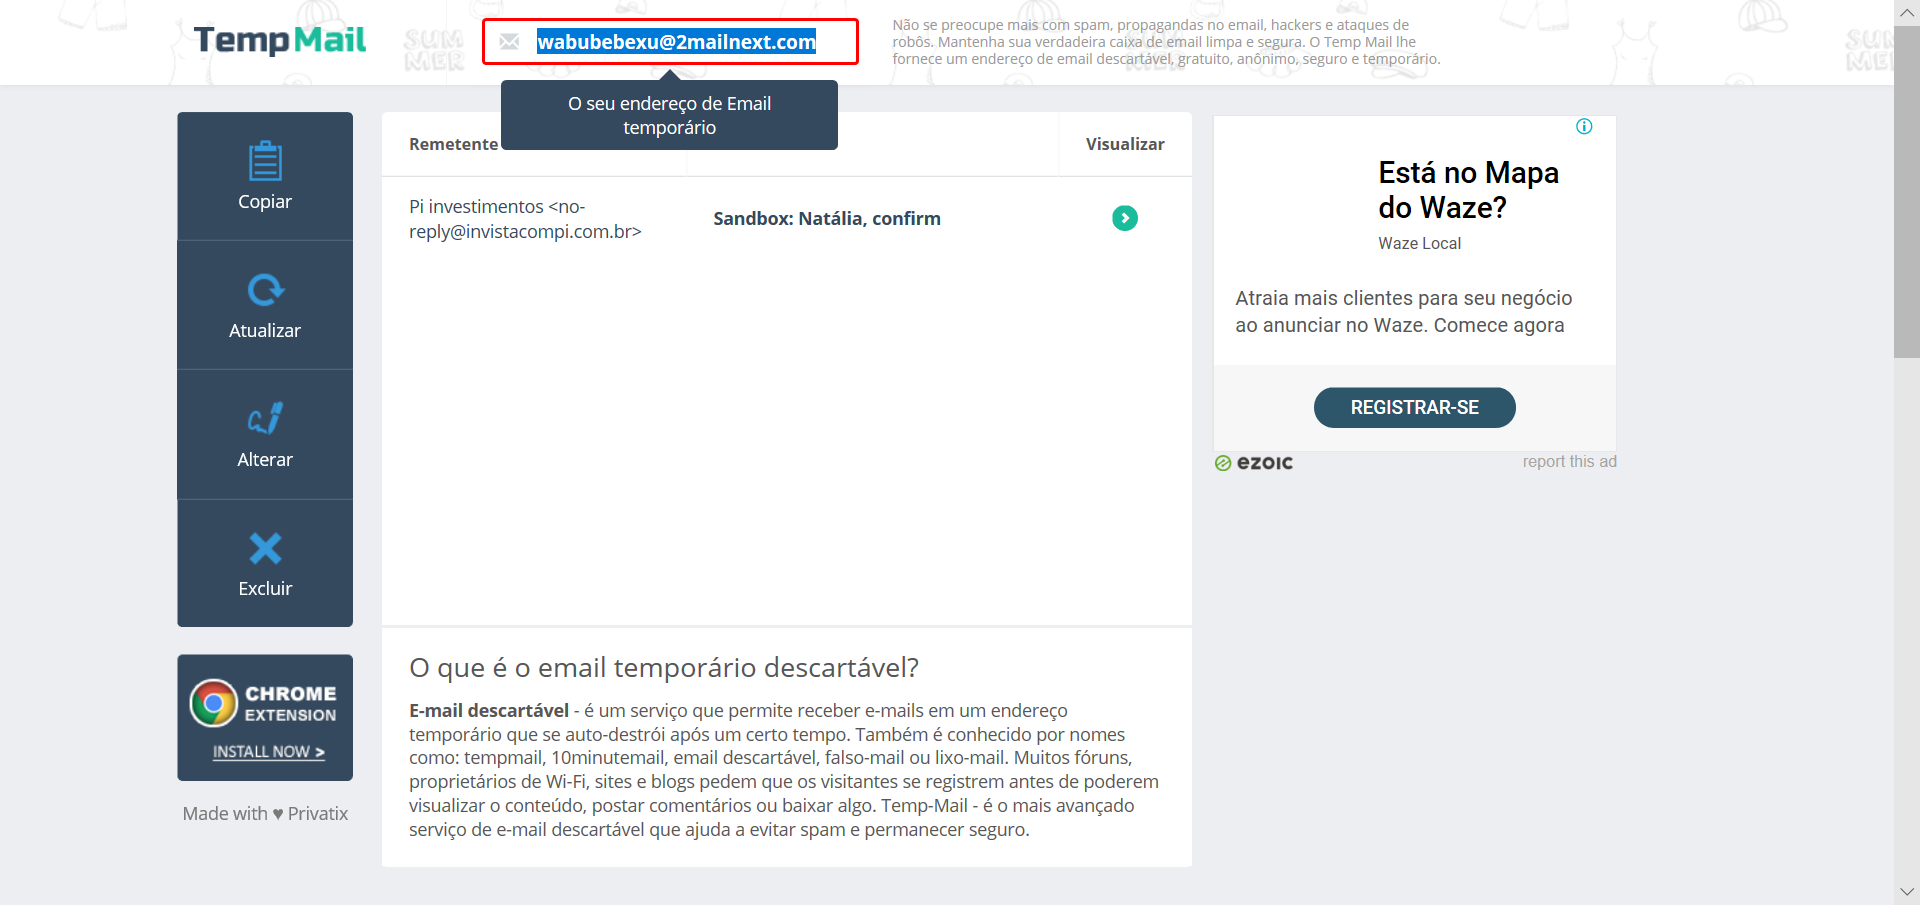 TempMail
SUMMER
wabubebexu@2mailnext.com
Não se preocupe mais com spam, propagandas no email, hackers e ataques de
robôs. Mantenha sua verdadeira caixa de email limpa e segura. O Temp Mail lhe
fornece um endereço de email descartável, gratuito, anônimo, seguro e temporário.
O seu endereço de Email
temporário
Copiar
Atualizar
Alterar
Excluir
CHROME
EXTENSION
INSTALL NOW >
Made with ♥ Privatix
Remetente
Visualizar
Pi investimentos <no-
reply@invistacompi.com.br>
Sandbox: Natália, confirm
O que é o email temporário descartável?
E-mail descartável - é um serviço que permite receber e-mails em um endereço
temporário que se auto-destrói após um certo tempo. Também é conhecido por nomes
como: tempmail, 10minutemail, email descartável, falso-mail ou lixo-mail. Muitos fóruns,
proprietários de Wi-Fi, sites e blogs pedem que os visitantes se registrem antes de poderem
visualizar o conteúdo, postar comentários ou baixar algo. Temp-Mail - é o mais avançado
serviço de e-mail descartável que ajuda a evitar spam e permanecer seguro.
Está no Mapa
do Waze?
Waze Local
Atraia mais clientes para seu negócio
ao anunciar no Waze. Comece agora
REGISTRAR-SE
ezoic
report this ad